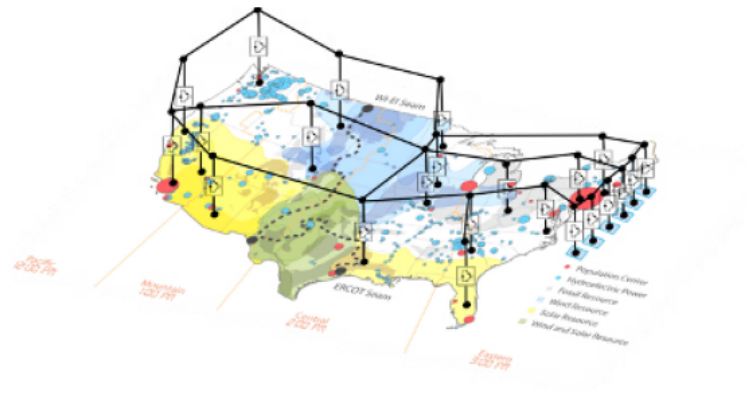 WI-EI Seam
ERCOT Seam
Pacific
12:00 PM
Mountain
1:00 PM
Central
2:00 PM
Eastern
3:00 PM
Population Center
Hydroelectric Power
Fossil Resource
Wind Resource
Solar Resource
Wind and Solar Resource